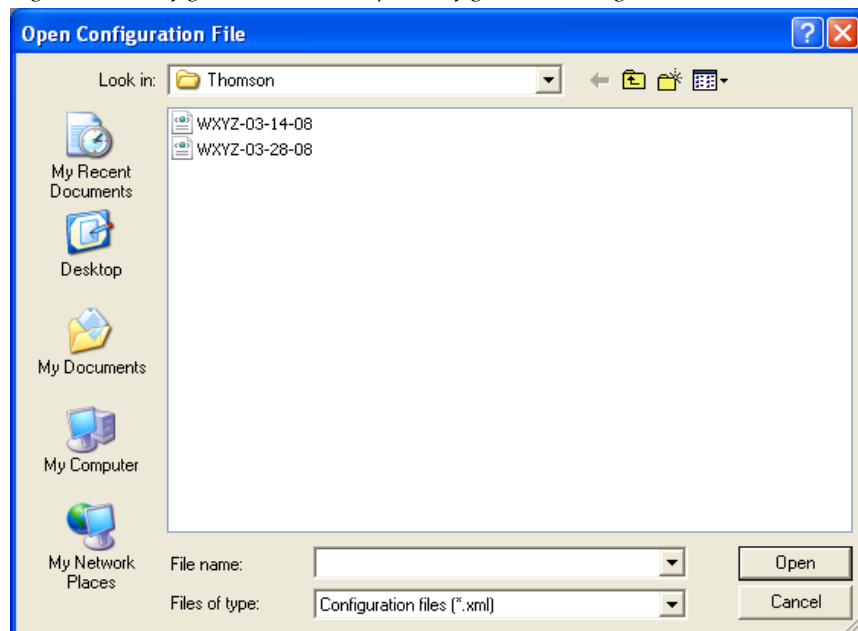 Open Configuration File
Look in: Thomson
WXYZ-03-14-08
WXYZ-03-28-08
My Recent
Documents
Desktop
My Documents
My Computer
My Network
Places
File name:
Open
Files of type: Configuration files (*.xml)
Cancel